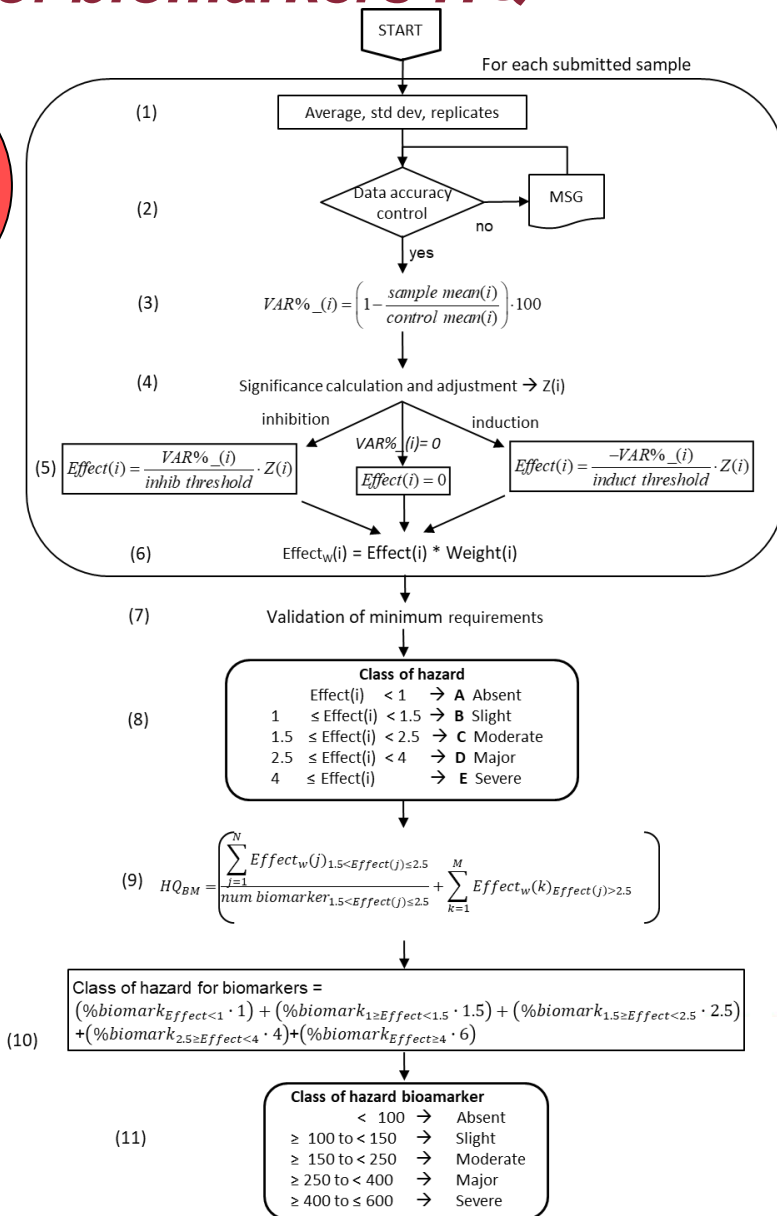 START
For each submitted sample
(1)
Average, std dev, replicates
(2)
Data accuracy
control
MSG
no
yes
(3)
VAR%_(i) = (1 − sample mean(i) / control mean(i)) · 100
(4)
Significance calculation and adjustment → Z(i)
inhibition
VAR%_(i)= 0
induction
(5)
Effect(i) = VAR%_(i) / inhib threshold · Z(i)
Effect(i) = 0
Effect(i) = −VAR%_(i) / induct threshold · Z(i)
(6)
Effect_W(i) = Effect(i) * Weight(i)
(7)
Validation of minimum requirements
(8)
Class of hazard
Effect(i) < 1 → A Absent
1 ≤ Effect(i) < 1.5 → B Slight
1.5 ≤ Effect(i) < 2.5 → C Moderate
2.5 ≤ Effect(i) < 4 → D Major
4 ≤ Effect(i) → E Severe
(9)
HQ_BM = ( ∑_{j=1}^{N} Effect_w(j)_{1.5<Effect(j)≤2.5} / num biomarker_{1.5<Effect(j)≤2.5} + ∑_{k=1}^{M} Effect_w(k)_{Effect(j)>2.5} )
(10)
Class of hazard for biomarkers =
(%biomark_{Effect<1} · 1) + (%biomark_{1≥Effect<1.5} · 1.5) + (%biomark_{1.5≥Effect<2.5} · 2.5)
+(%biomark_{2.5≥Effect<4} · 4)+(%biomark_{Effect≥4} · 6)
(11)
Class of hazard bioamarker
< 100 → Absent
≥ 100 to < 150 → Slight
≥ 150 to < 250 → Moderate
≥ 250 to < 400 → Major
≥ 400 to ≤ 600 → Severe